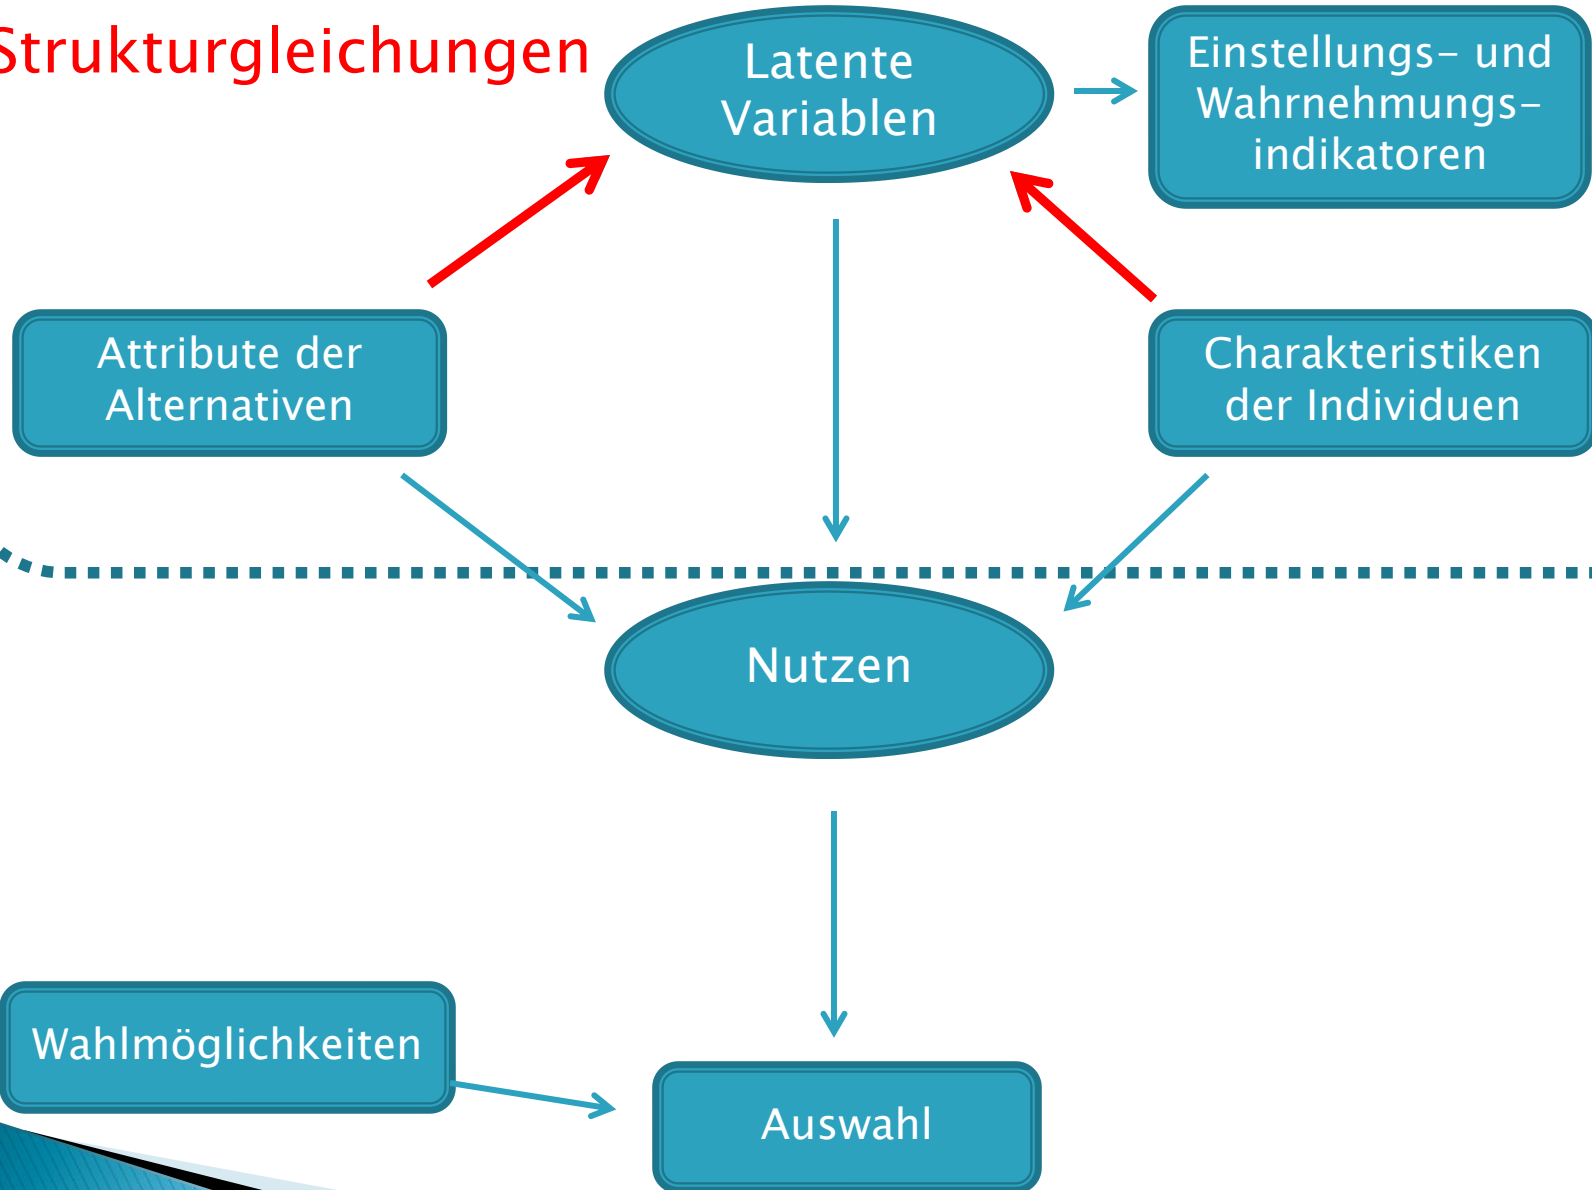 Strukturgleichungen
Latente
Variablen
Einstellungs- und
Wahrnehmungs-
indikatoren
Attribute der
Alternativen
Charakteristiken
der Individuen
Nutzen
Wahlmöglichkeiten
Auswahl